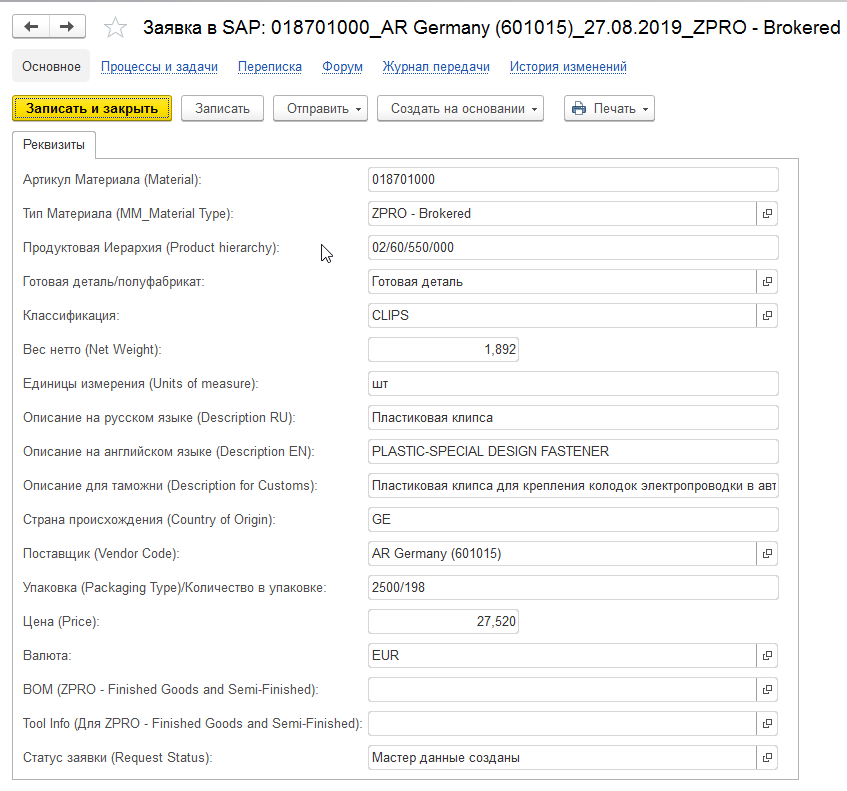 Заявка в SAP: 018701000_AR Germany (601015)_27.08.2019_ZPRO - Brokered
Основное Процессы и задачи Переписка Форум Журнал передачи История изменений
Записать и закрыть Записать Отправить Создать на основании Печать
Реквизиты
Артикул Материала (Material): 018701000
Тип Материала (MM_Material Type): ZPRO - Brokered
Продуктовая Иерархия (Product hierarchy): 02/60/550/000
Готовая деталь/полуфабрикат: Готовая деталь
Классификация: CLIPS
Вес нетто (Net Weight): 1,892
Единицы измерения (Units of measure): шт
Описание на русском языке (Description RU): Пластиковая клипса
Описание на английском языке (Description EN): PLASTIC-SPECIAL DESIGN FASTENER
Описание для таможни (Description for Customs): Пластиковая клипса для крепления колодок электропроводки в авт
Страна происхождения (Country of Origin): GE
Поставщик (Vendor Code): AR Germany (601015)
Упаковка (Packaging Type)/Количество в упаковке: 2500/198
Цена (Price): 27,520
Валюта: EUR
BOM (ZPRO - Finished Goods and Semi-Finished):
Tool Info (Для ZPRO - Finished Goods and Semi-Finished):
Статус заявки (Request Status): Мастер данные созданы